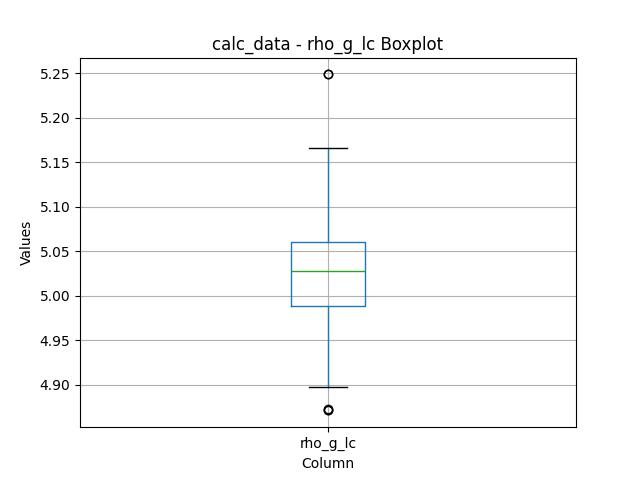 calc_data - rho_g_lc Boxplot
5.25
5.20
5.15
5.10
5.05
5.00
4.95
4.90
Values
rho_g_lc
Column